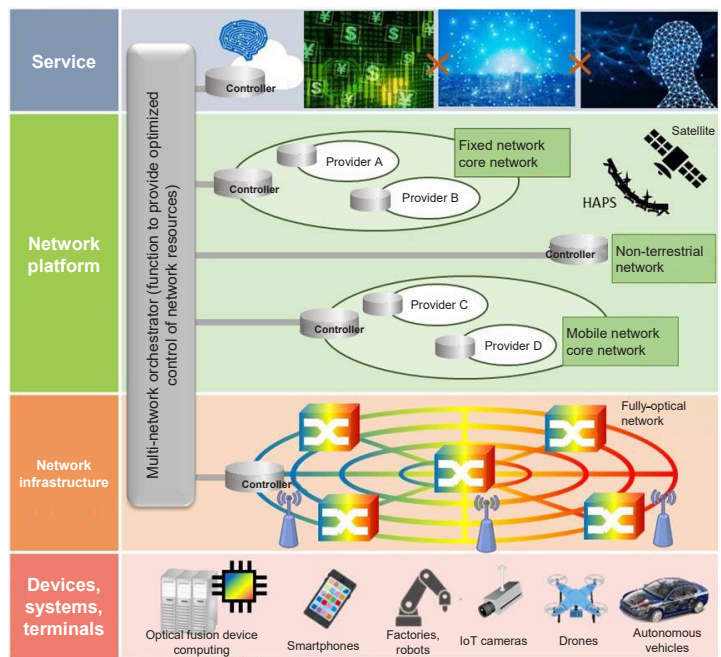 Service
Controller
Multi-network orchestrator (function to provide optimized
control of network resources)
Network
platform
Controller
Provider A
Provider B
Fixed network
core network
Satellite
HAPS
Controller
Non-terrestrial
network
Controller
Provider C
Provider D
Mobile network
core network
Network
infrastructure
Controller
Fully-optical
network
Devices,
systems,
terminals
Optical fusion device
computing
Smartphones
Factories,
robots
IoT cameras
Drones
Autonomous
vehicles